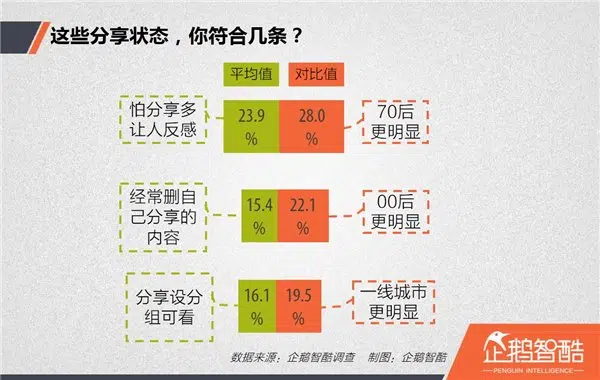 这些分享状态，你符合几条？
平均值 对比值
怕分享多
让人反感
23.9
%
28.0
%
70后
更明显
经常删自
己分享的
内容
15.4
%
22.1
%
00后
更明显
分享设分
组可看
16.1
%
19.5
%
一线城市
更明显
数据来源：企鹅智酷调查 制图：企鹅智酷
企鹅智酷
PENGUIN INTELLIGENCE